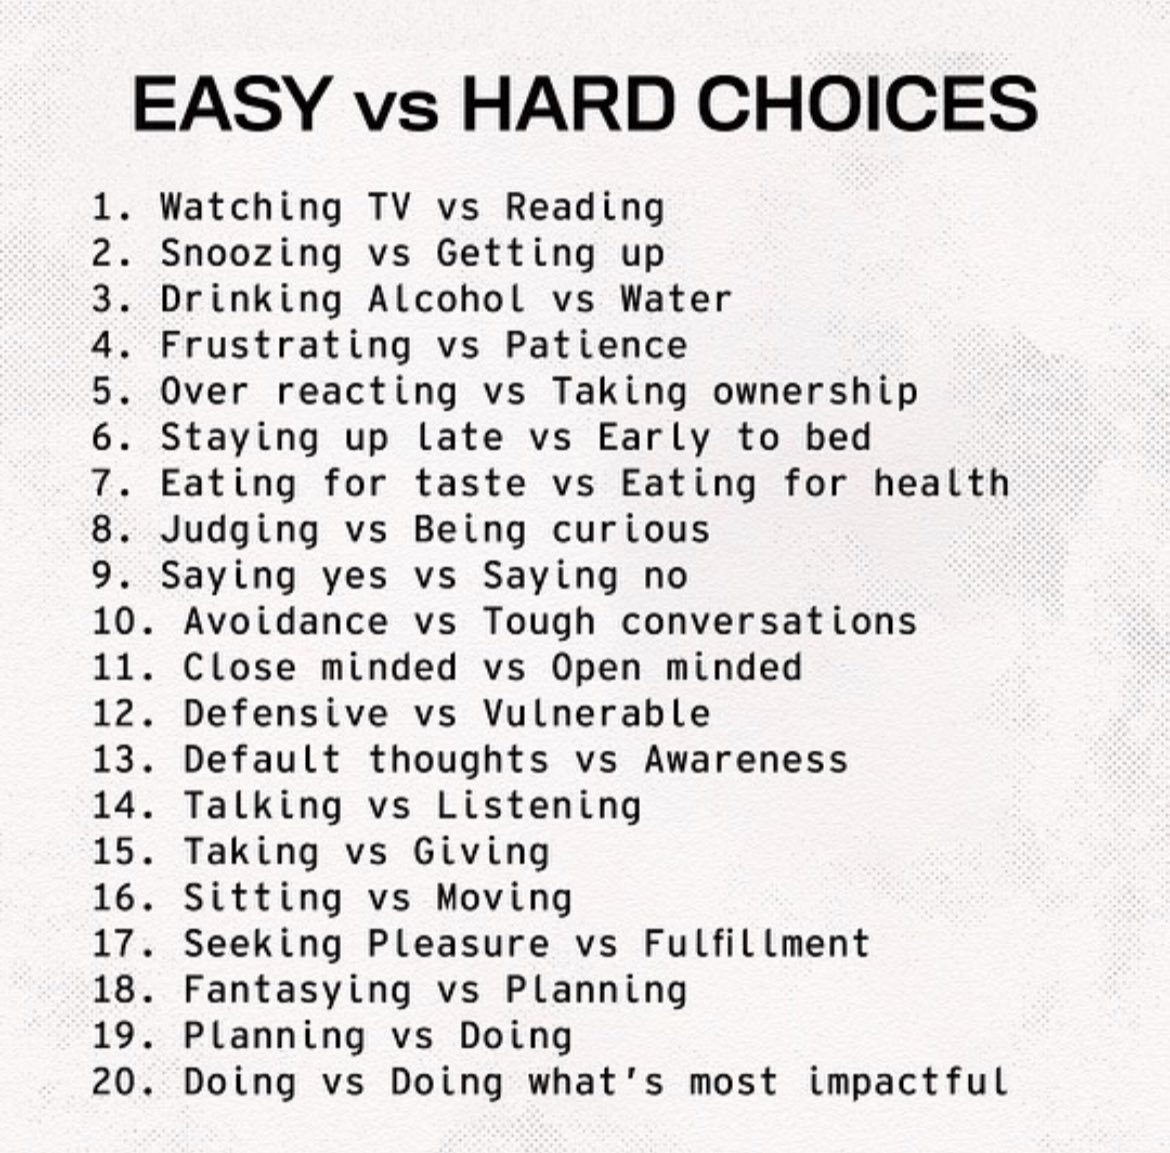 EASY vs HARD CHOICES
1. Watching TV vs Reading
2. Snoozing vs Getting up
3. Drinking Alcohol vs Water
4. Frustrating vs Patience
5. Over reacting vs Taking ownership
6. Staying up late vs Early to bed
7. Eating for taste vs Eating for health
8. Judging vs Being curious
9. Saying yes vs Saying no
10. Avoidance vs Tough conversations
11. Close minded vs Open minded
12. Defensive vs Vulnerable
13. Default thoughts vs Awareness
14. Talking vs Listening
15. Taking vs Giving
16. Sitting vs Moving
17. Seeking Pleasure vs Fulfillment
18. Fantasying vs Planning
19. Planning vs Doing
20. Doing vs Doing what's most impactful